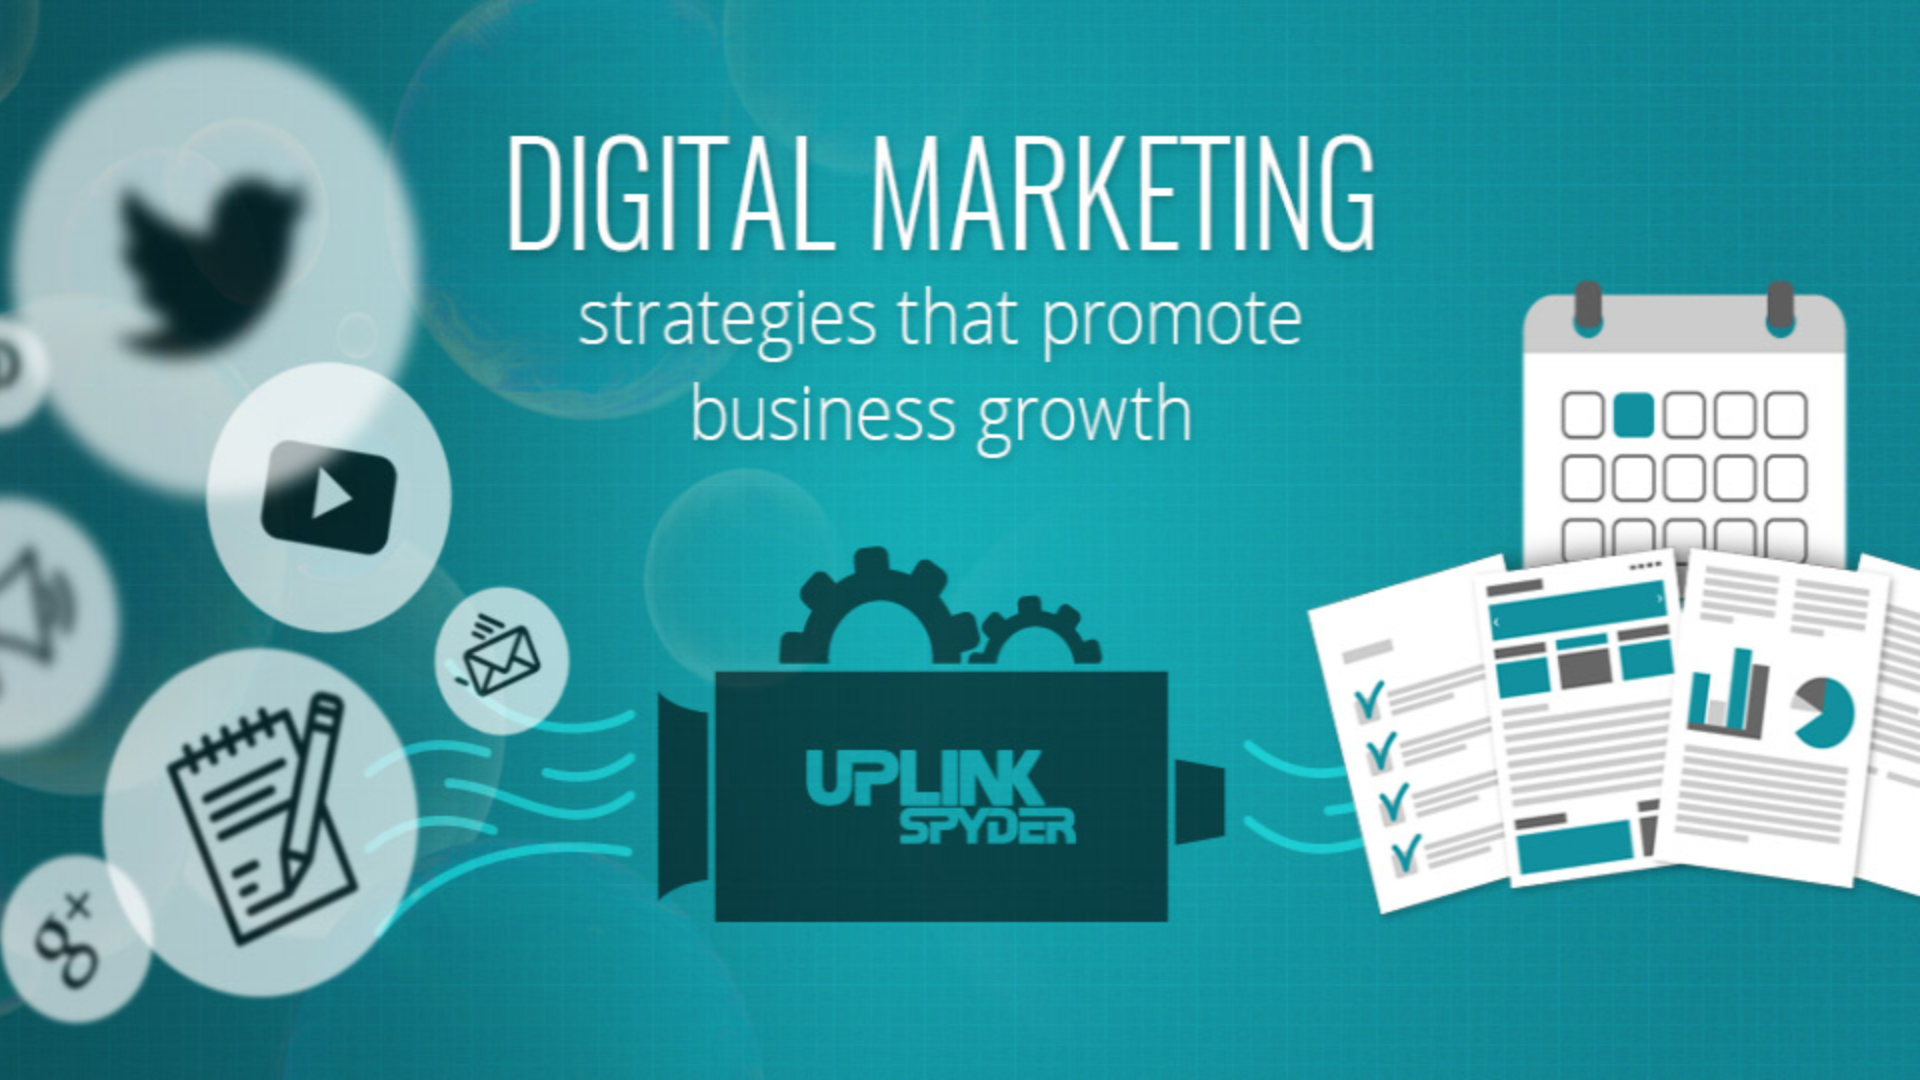 DIGITAL MARKETING
strategies that promote
business growth
UPLINK
SPYDER
g+